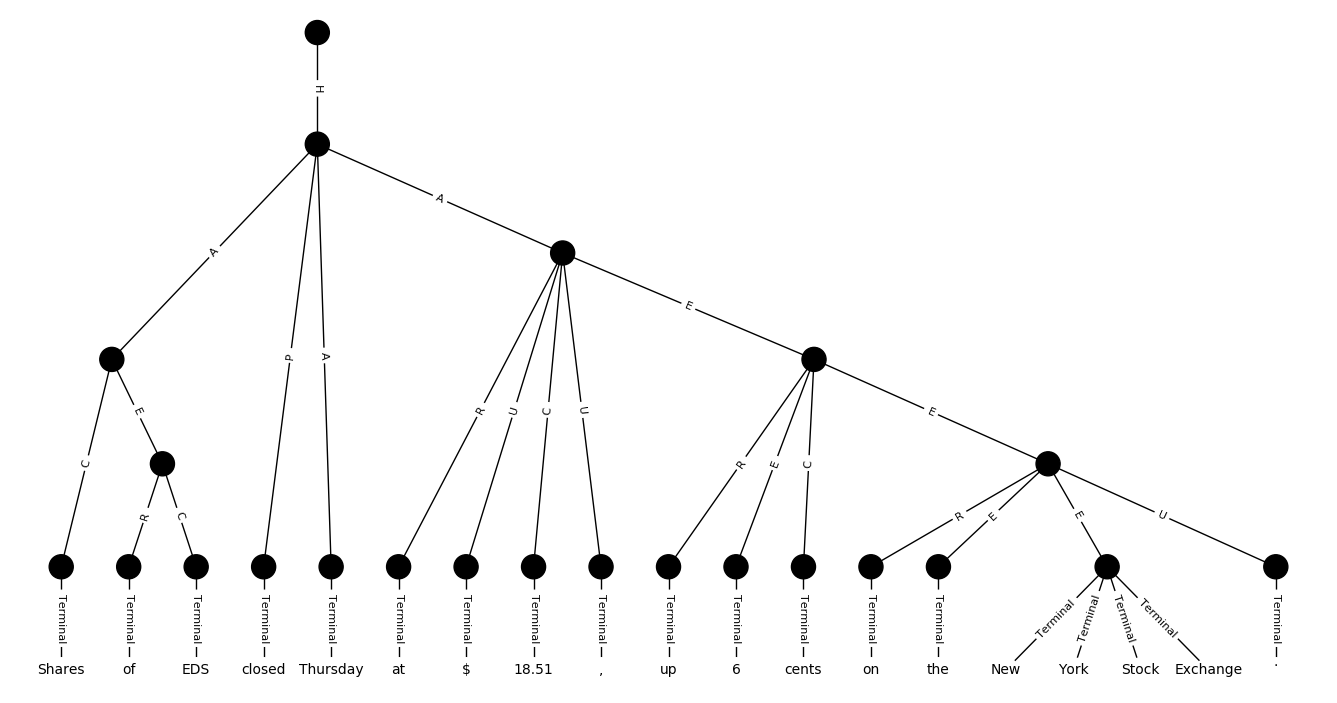 H
A
A
P
A
E
E
E
R
U
C
U
C
R
E
C
R
C
R
E
E
U
Terminal Terminal Terminal Terminal Terminal Terminal Terminal Terminal Terminal Terminal Terminal Terminal Terminal Terminal Terminal Terminal Terminal Terminal Terminal
Shares of EDS closed Thursday at $ 18.51 , up 6 cents on the New York Stock Exchange .